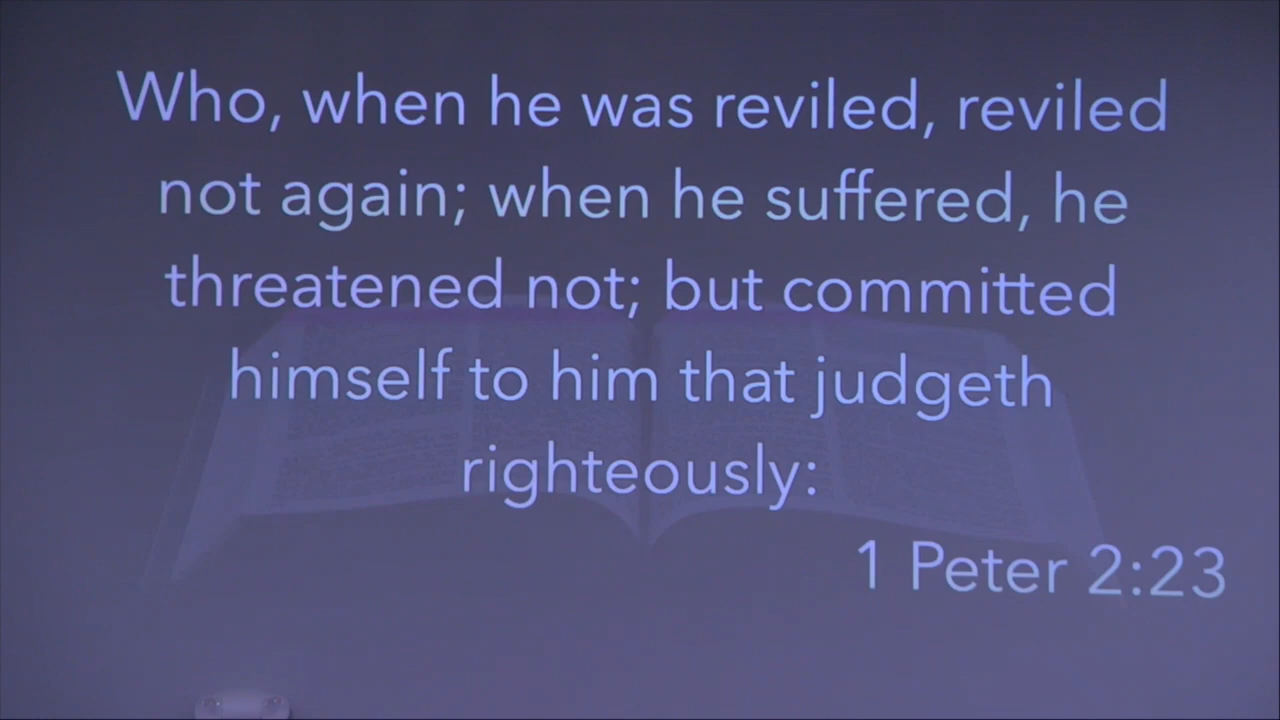 Who, when he was reviled, reviled
not again; when he suffered, he
threatened not; but committed
himself to him that judgeth
righteously:
1 Peter 2:23